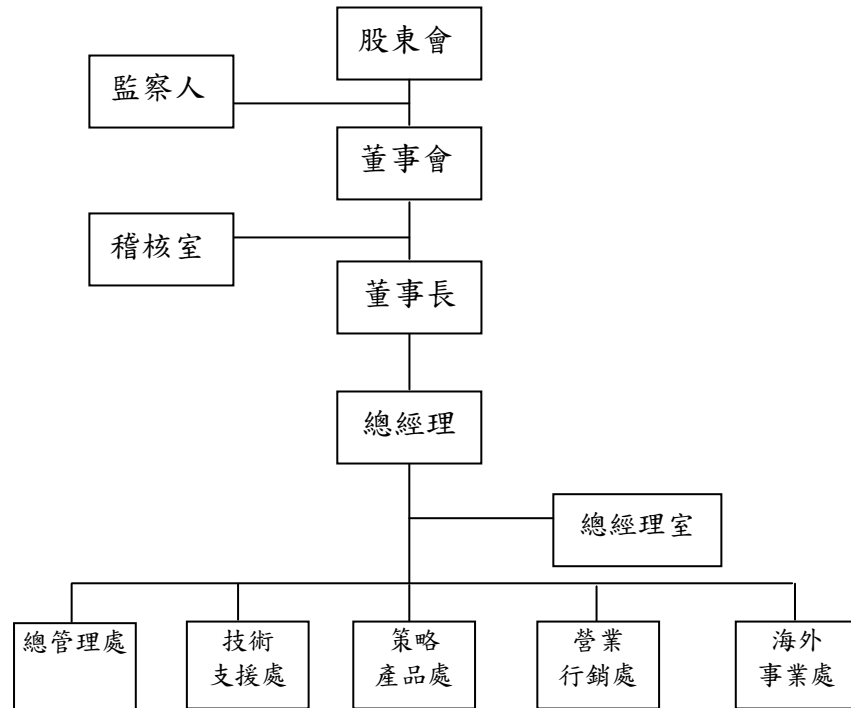 股東會
監察人
董事會
稽核室
董事長
總經理
總經理室
總管理處
技術
支援處
策略
產品處
營業
行銷處
海外
事業處